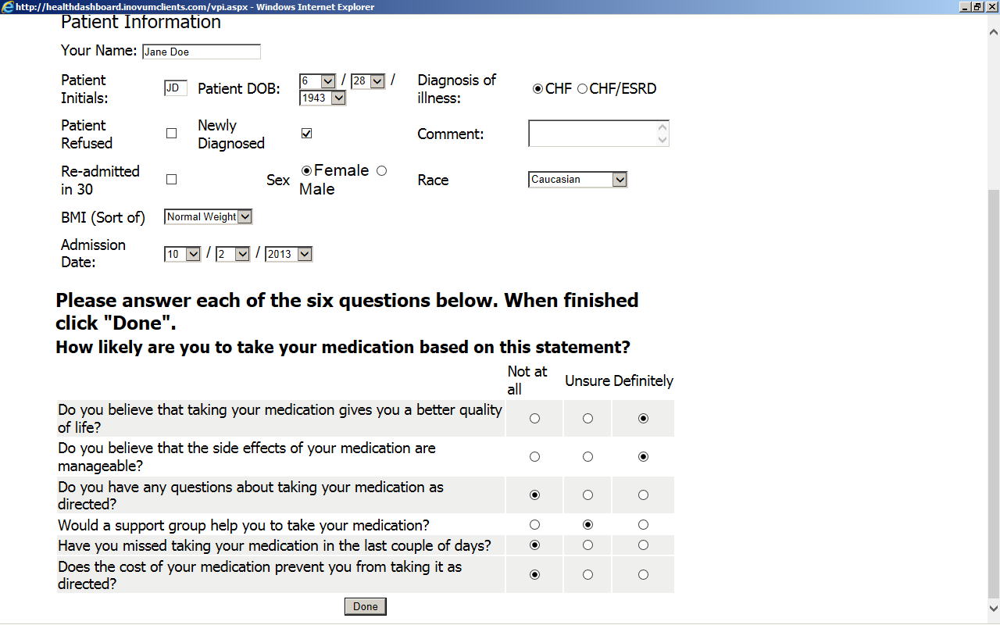 http://healthdashboard.inovumclients.com/vpi.aspx - Windows Internet Explorer
Patient Information
Your Name: Jane Doe
Patient Initials: JD Patient DOB: 6 / 28 / 1943 Diagnosis of illness: CHF CHF/ESRD
Patient Refused Newly Diagnosed Comment:
Re-admitted in 30 Sex Female Male Race Caucasian
BMI (Sort of) Normal Weight
Admission Date: 10 / 2 / 2013
Please answer each of the six questions below. When finished
click "Done".
How likely are you to take your medication based on this statement?
Not at all Unsure Definitely
Do you believe that taking your medication gives you a better quality
of life?
Do you believe that the side effects of your medication are
manageable?
Do you have any questions about taking your medication as
directed?
Would a support group help you to take your medication?
Have you missed taking your medication in the last couple of days?
Does the cost of your medication prevent you from taking it as
directed?
Done